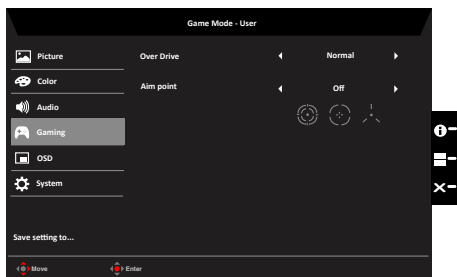 Game Mode - User
Picture
Over Drive Normal
Color
Aim point Off
Audio
Gaming
OSD
System
Save setting to...
Move Enter